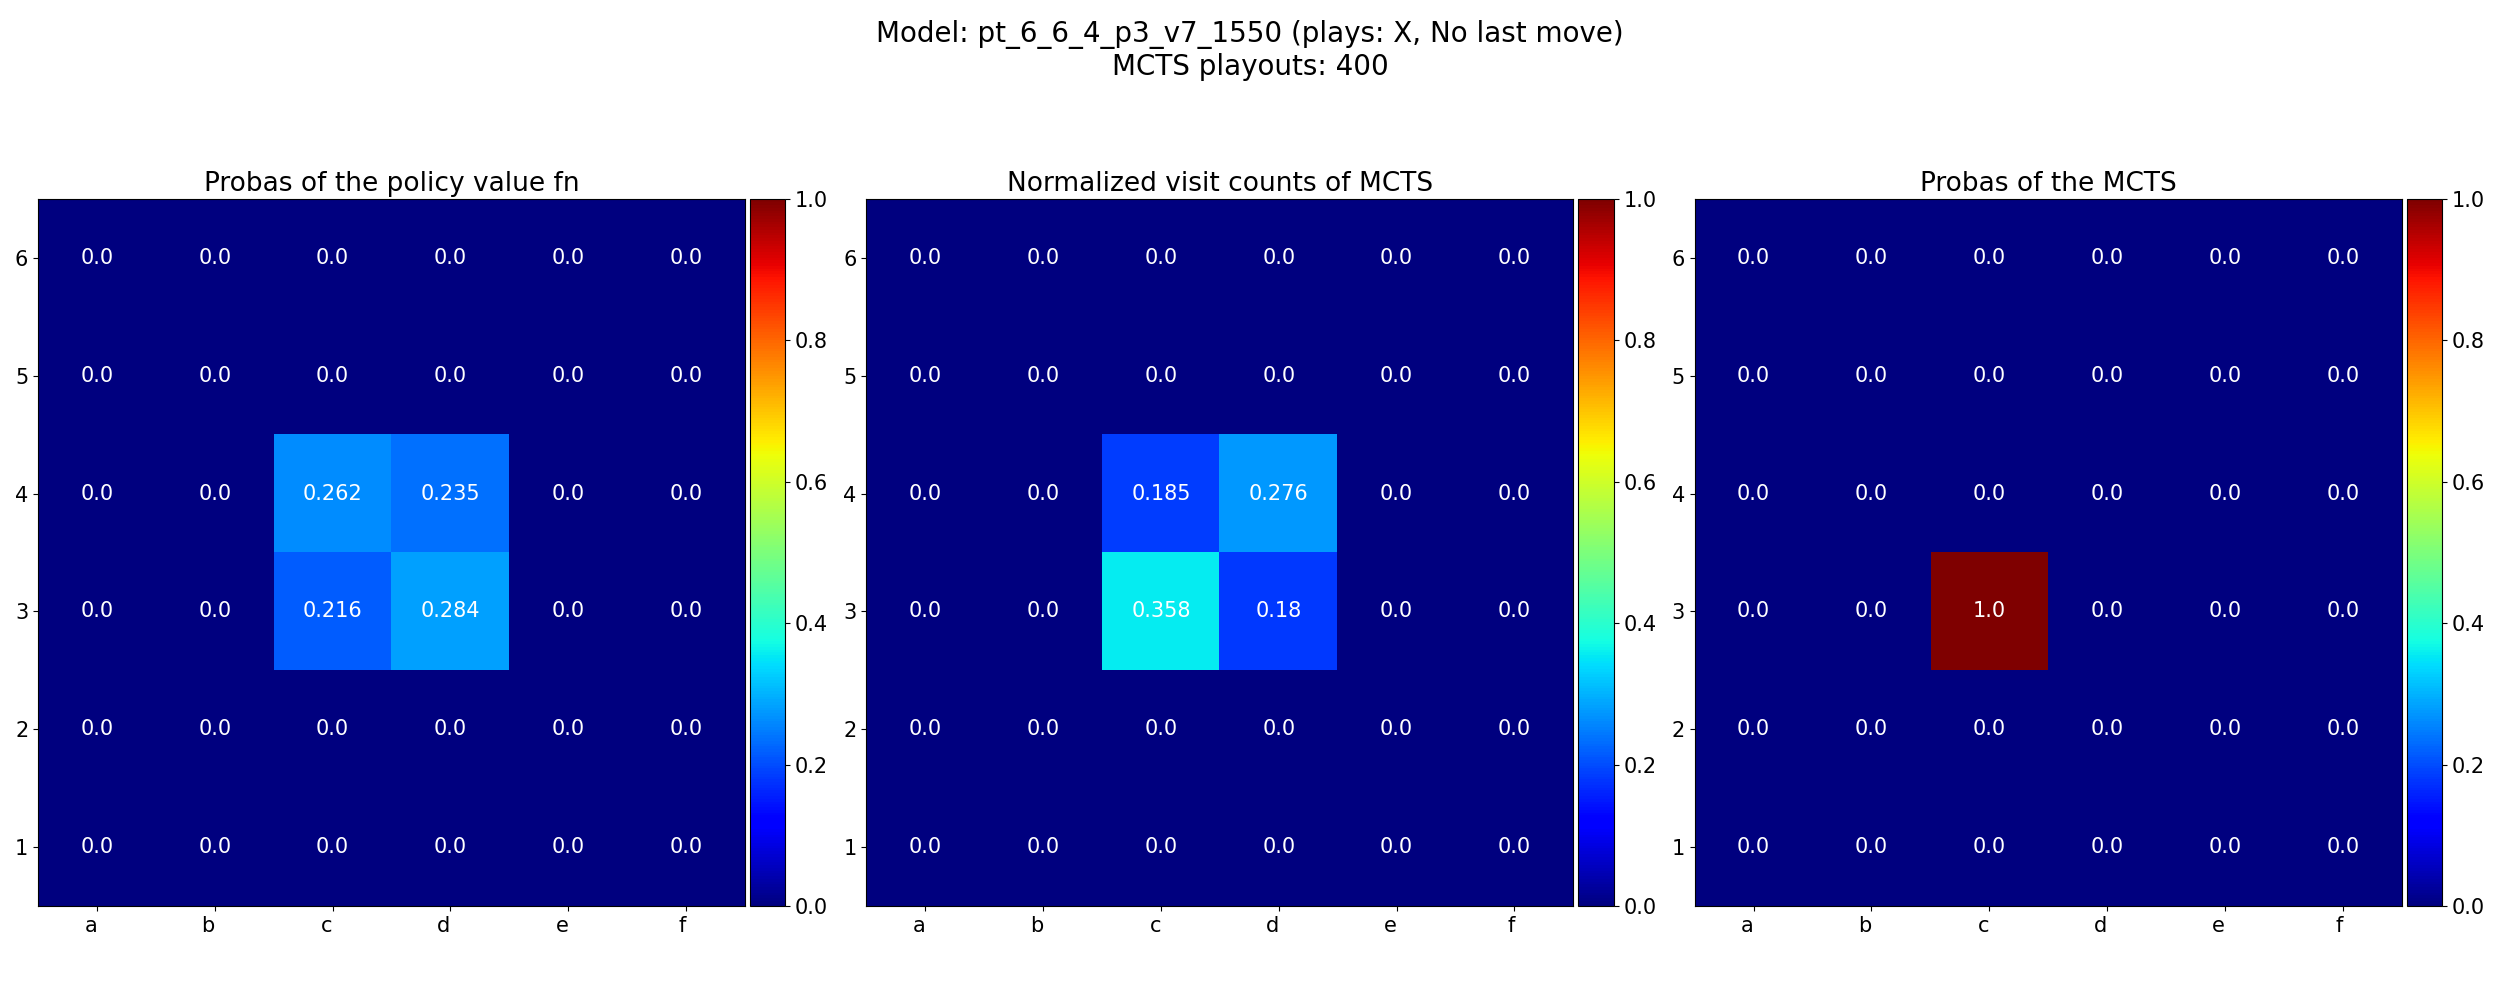 Model: pt_6_6_4_p3_v7_1550 (plays: X, No last move)
MCTS playouts: 400
Probas of the policy value fn
6 0.0 0.0 0.0 0.0 0.0 0.0
5 0.0 0.0 0.0 0.0 0.0 0.0
4 0.0 0.0 0.262 0.235 0.0 0.0
3 0.0 0.0 0.216 0.284 0.0 0.0
2 0.0 0.0 0.0 0.0 0.0 0.0
1 0.0 0.0 0.0 0.0 0.0 0.0
a b c d e f
1.0
0.8
0.6
0.4
0.2
0.0
Normalized visit counts of MCTS
6 0.0 0.0 0.0 0.0 0.0 0.0
5 0.0 0.0 0.0 0.0 0.0 0.0
4 0.0 0.0 0.185 0.276 0.0 0.0
3 0.0 0.0 0.358 0.18 0.0 0.0
2 0.0 0.0 0.0 0.0 0.0 0.0
1 0.0 0.0 0.0 0.0 0.0 0.0
a b c d e f
1.0
0.8
0.6
0.4
0.2
0.0
Probas of the MCTS
6 0.0 0.0 0.0 0.0 0.0 0.0
5 0.0 0.0 0.0 0.0 0.0 0.0
4 0.0 0.0 0.0 0.0 0.0 0.0
3 0.0 0.0 1.0 0.0 0.0 0.0
2 0.0 0.0 0.0 0.0 0.0 0.0
1 0.0 0.0 0.0 0.0 0.0 0.0
a b c d e f
1.0
0.8
0.6
0.4
0.2
0.0